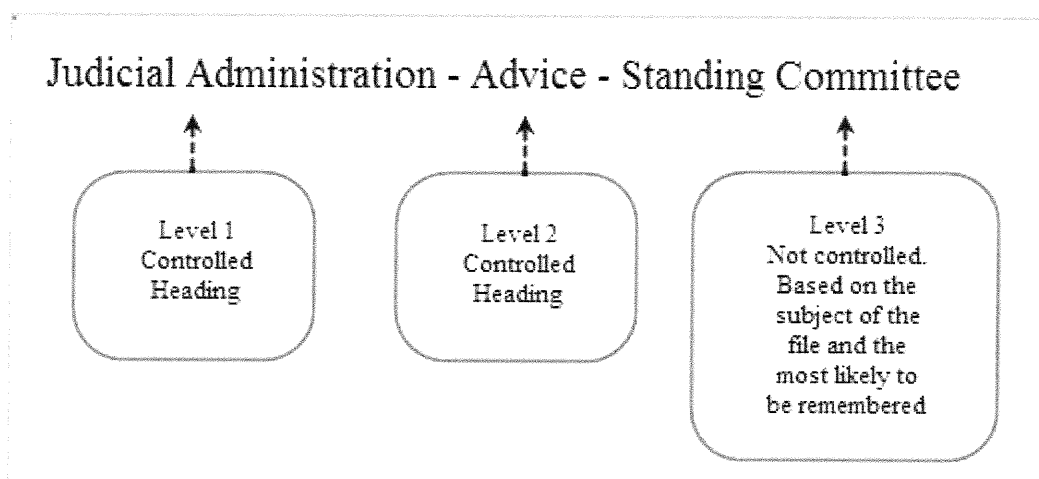 Judicial Administration - Advice - Standing Committee
Level 1
Controlled
Heading
Level 2
Controlled
Heading
Level 3
Not controlled.
Based on the
subject of the
file and the
most likely to
be remembered